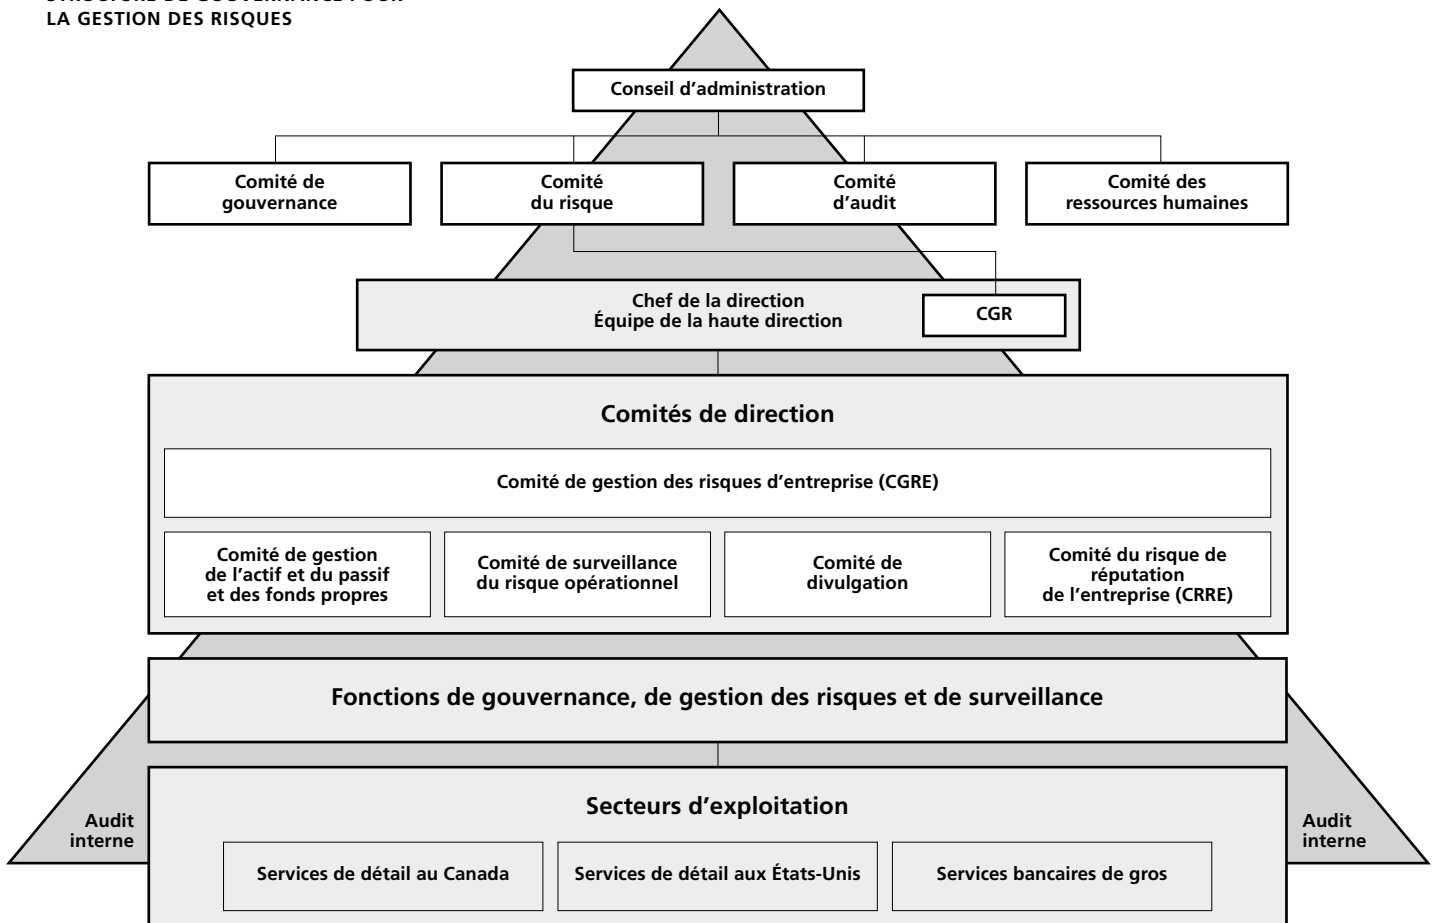 STRUCTURE DE GOUVERNANCE POUR
LA GESTION DES RISQUES
Conseil d’administration
Comité de
gouvernance
Comité
du risque
Comité
d’audit
Comité des
ressources humaines
Chef de la direction
Équipe de la haute direction
CGR
Comités de direction
Comité de gestion des risques d’entreprise (CGRE)
Comité de gestion
de l’actif et du passif
et des fonds propres
Comité de surveillance
du risque opérationnel
Comité de
divulgation
Comité du risque de
réputation
de l’entreprise (CRRE)
Fonctions de gouvernance, de gestion des risques et de surveillance
Secteurs d’exploitation
Audit
interne
Audit
interne
Services de détail au Canada
Services de détail aux États-Unis
Services bancaires de gros